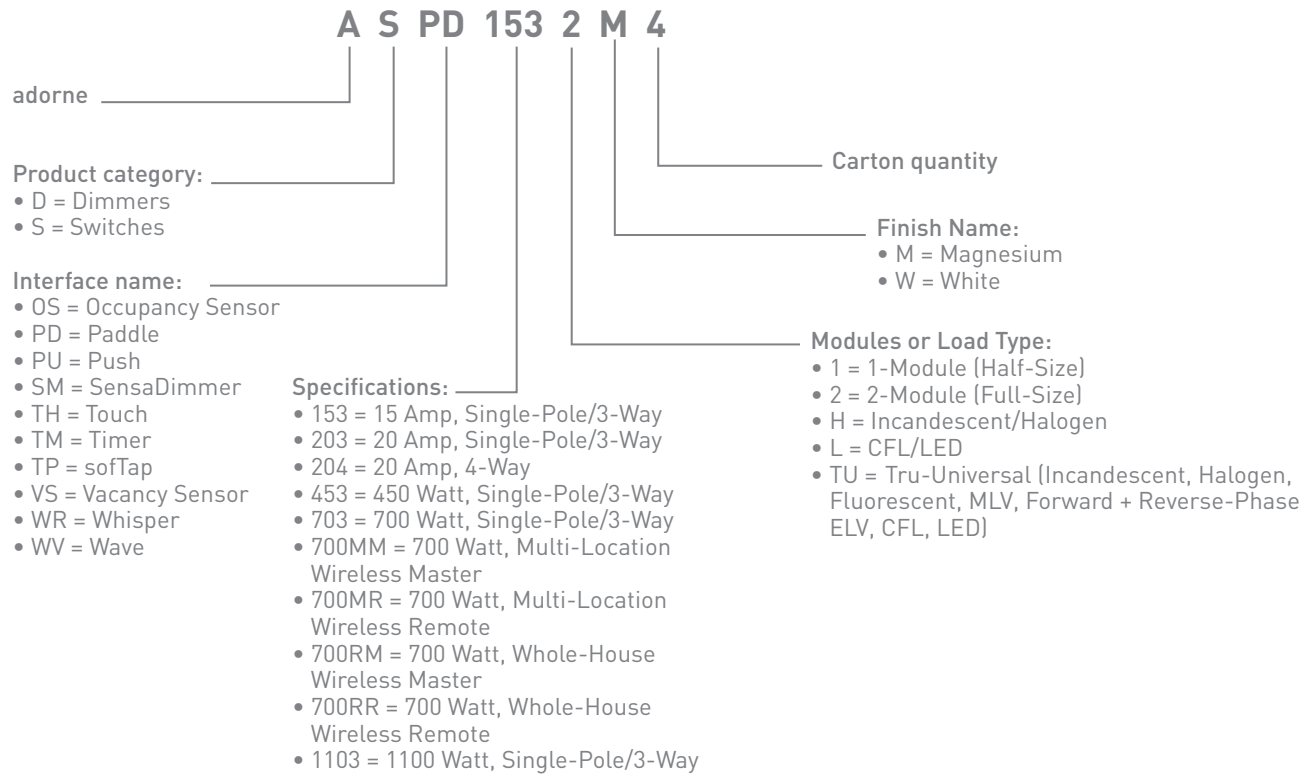 A S PD 153 2 M 4
adorne
Product category:
• D = Dimmers
• S = Switches
Interface name:
• OS = Occupancy Sensor
• PD = Paddle
• PU = Push
• SM = SensaDimmer
• TH = Touch
• TM = Timer
• TP = sofTap
• VS = Vacancy Sensor
• WR = Whisper
• WV = Wave
Specifications:
• 153 = 15 Amp, Single-Pole/3-Way
• 203 = 20 Amp, Single-Pole/3-Way
• 204 = 20 Amp, 4-Way
• 453 = 450 Watt, Single-Pole/3-Way
• 703 = 700 Watt, Single-Pole/3-Way
• 700MM = 700 Watt, Multi-Location
Wireless Master
• 700MR = 700 Watt, Multi-Location
Wireless Remote
• 700RM = 700 Watt, Whole-House
Wireless Master
• 700RR = 700 Watt, Whole-House
Wireless Remote
• 1103 = 1100 Watt, Single-Pole/3-Way
Carton quantity
Finish Name:
• M = Magnesium
• W = White
Modules or Load Type:
• 1 = 1-Module (Half-Size)
• 2 = 2-Module (Full-Size)
• H = Incandescent/Halogen
• L = CFL/LED
• TU = Tru-Universal (Incandescent, Halogen,
Fluorescent, MLV, Forward + Reverse-Phase
ELV, CFL, LED)